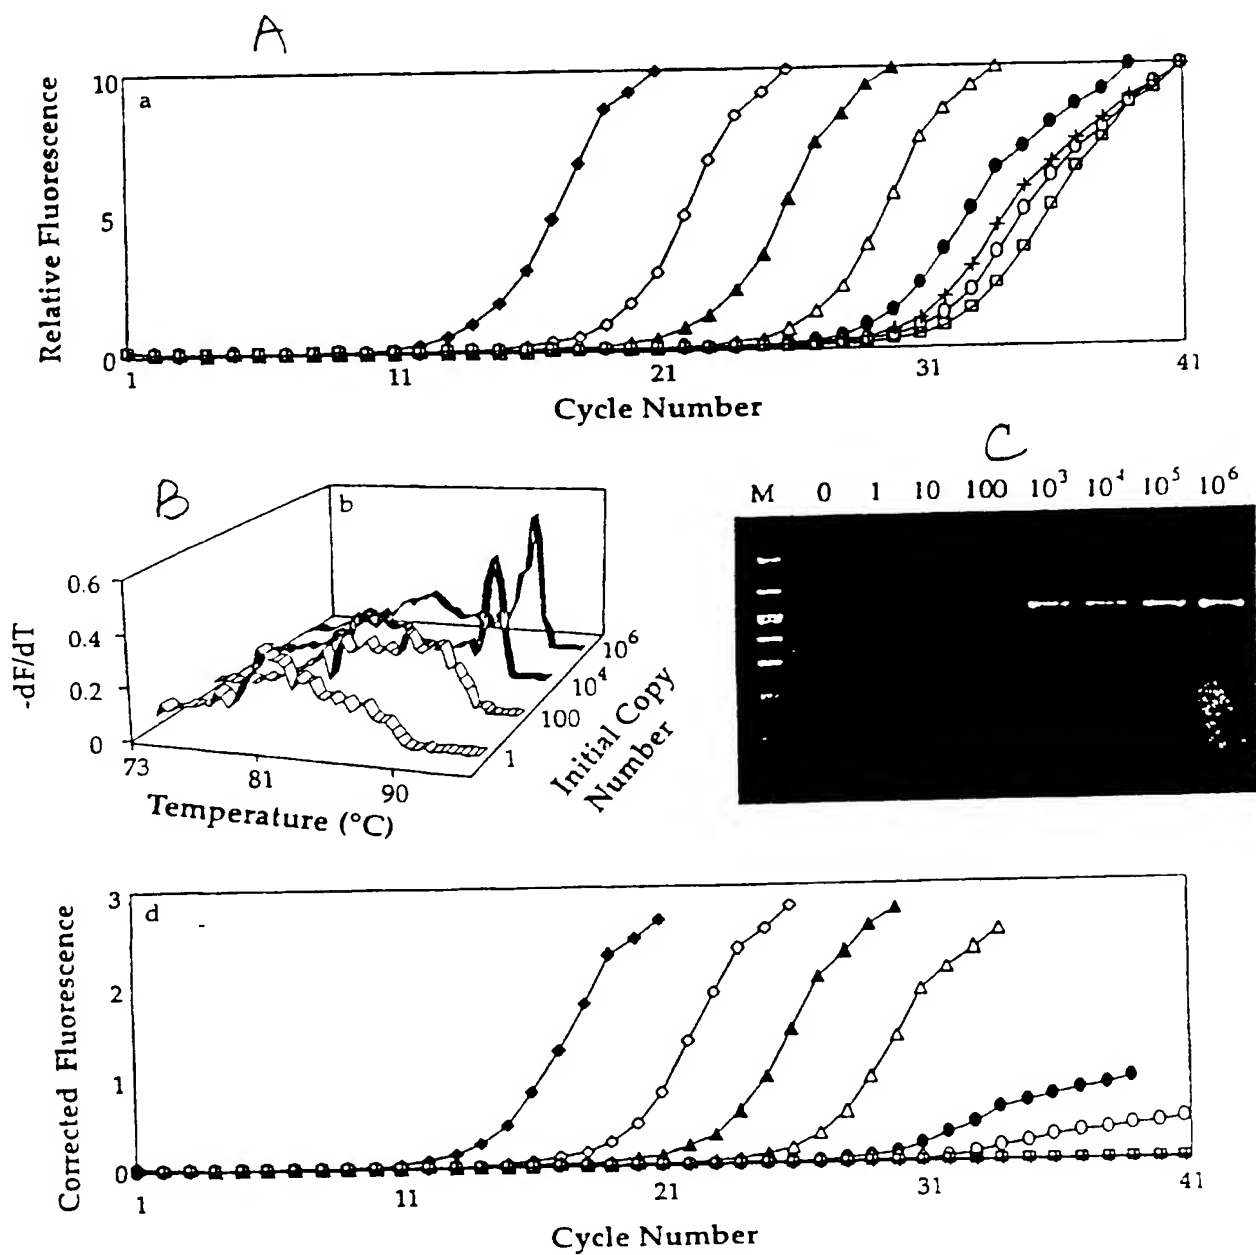 A
a
10
5
0
Relative Fluorescence
1 11 21 31 41
Cycle Number
B
b
0.6
0.4
0.2
0
-dF/dT
73 81 90
Temperature (°C)
1 100 10⁴ 10⁶
Initial Copy
Number
C
M 0 1 10 100 10³ 10⁴ 10⁵ 10⁶
d
3
2
1
0
Corrected Fluorescence
1 11 21 31 41
Cycle Number